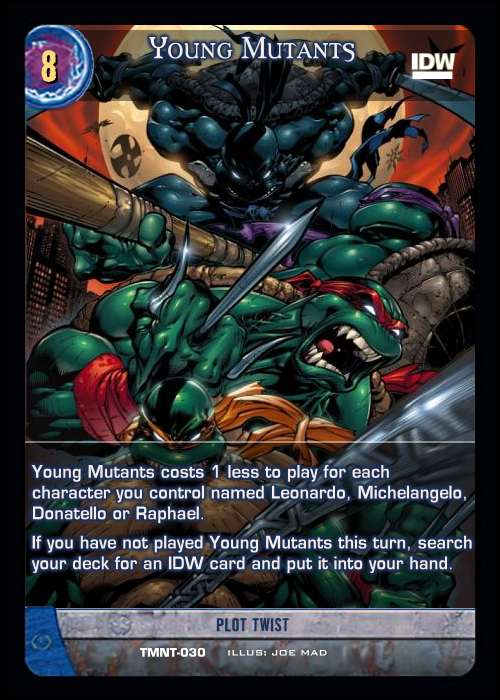 Young Mutants
8
IDW
Young Mutants costs 1 less to play for each
character you control named Leonardo, Michelangelo,
Donatello or Raphael.
If you have not played Young Mutants this turn, search
your deck for an IDW card and put it into your hand.
PLOT TWIST
TMNT-030 ILLUS: JOE MAD